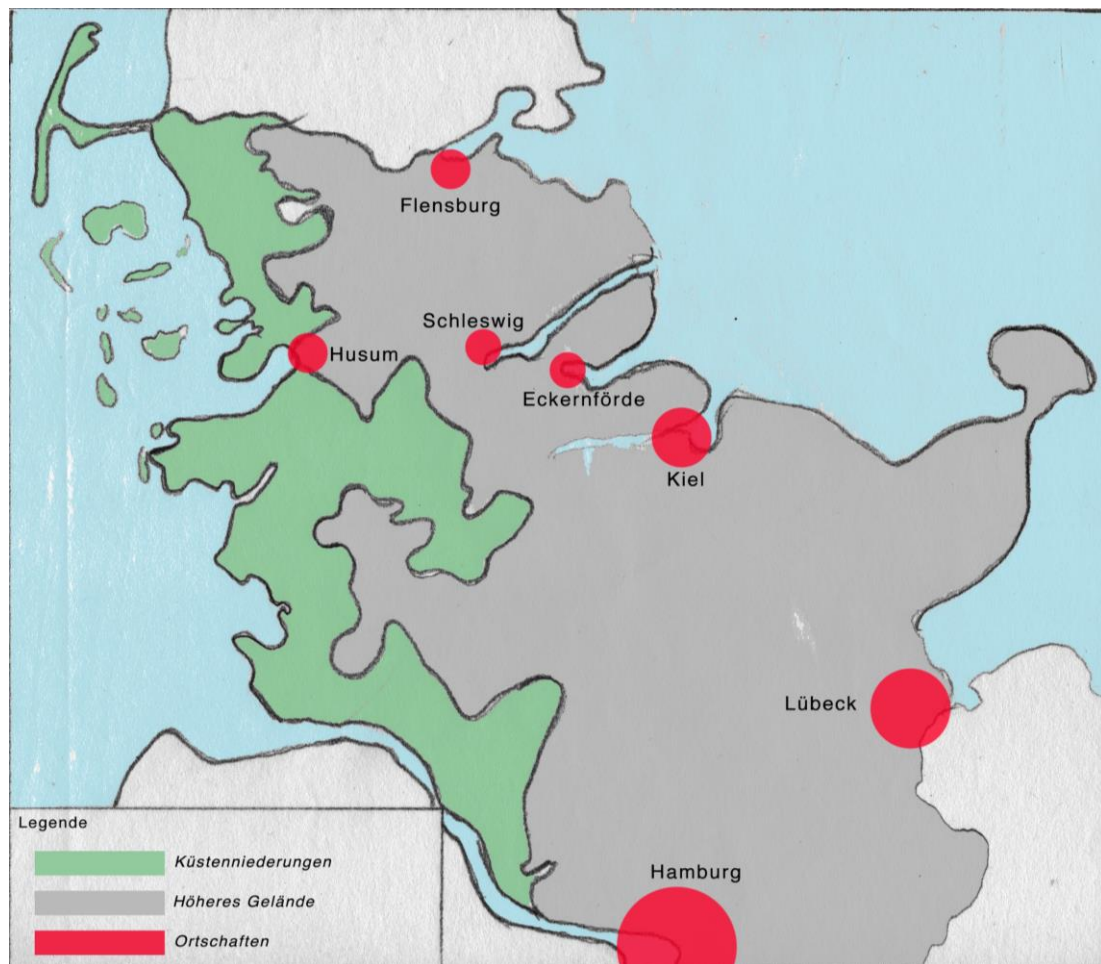 Flensburg
Schleswig
Husum
Eckernförde
Kiel
Lübeck
Hamburg
Legende
Küstenniederungen
Höheres Gelände
Ortschaften